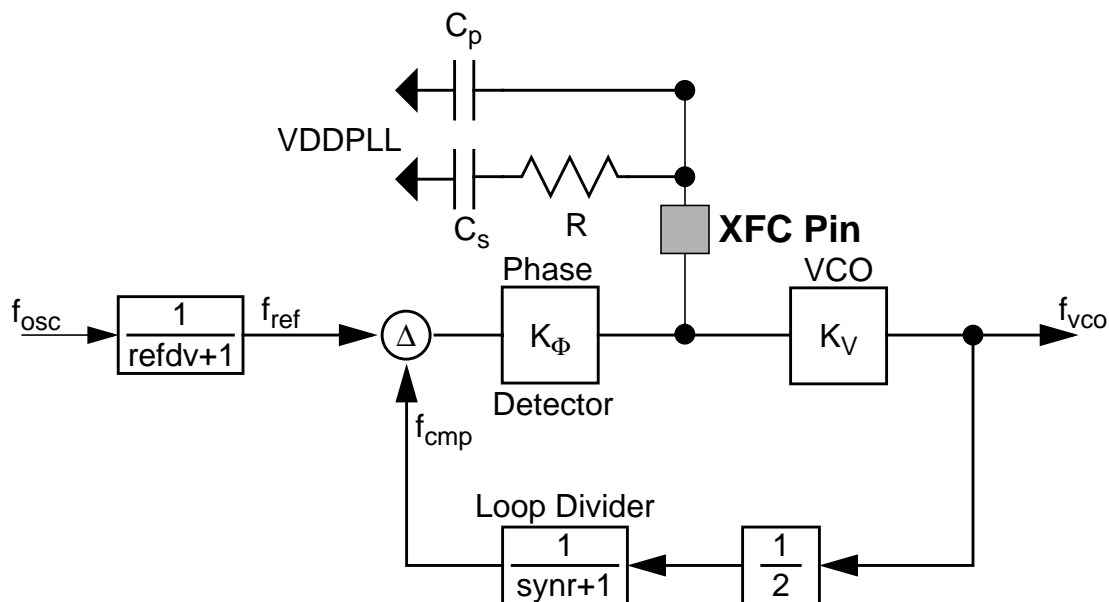 Cp
VDDPLL
Cs
R
XFC Pin
Phase
VCO
fosc
1
refdv+1
fref
Δ
KΦ
KV
fvco
Detector
fcmp
Loop Divider
1
synr+1
1
2